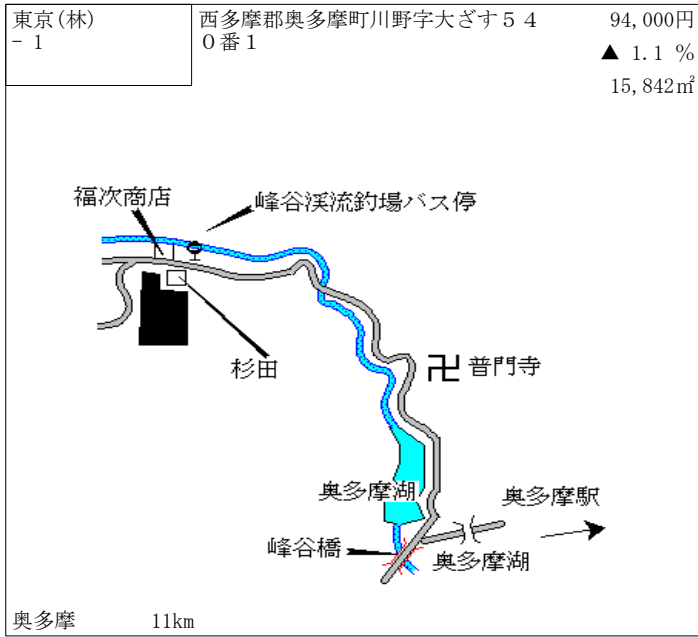 東京(林)
－1
西多摩郡奥多摩町川野字大ざす54
0番1
94,000円
▲ 1.1 %
15,842㎡
福次商店
峰谷渓流釣場バス停
杉田
卍 普門寺
奥多摩湖
奥多摩駅
峰谷橋
奥多摩湖
奥多摩 11km